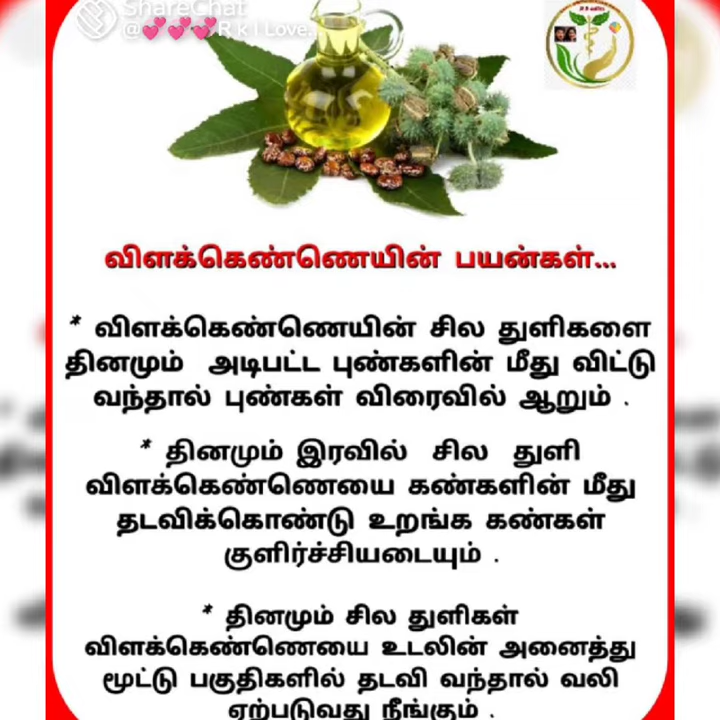 ShareChat
@💕💕💕R k I Love.
விளக்கெண்ணெயின் பயன்கள்...
* விளக்கெண்ணெயின் சில துளிகளை
தினமும் அடிபட்ட புண்களின் மீது விட்டு
வந்தால் புண்கள் விரைவில் ஆறும் .
* தினமும் இரவில் சில துளி
விளக்கெண்ணெயை கண்களின் மீது
தடவிக்கொண்டு உறங்க கண்கள்
குளிர்ச்சியடையும் .
* தினமும் சில துளிகள்
விளக்கெண்ணெயை உடலின் அனைத்து
மூட்டு பகுதிகளில் தடவி வந்தால் வலி
ஏற்படுவது நீங்கும் .